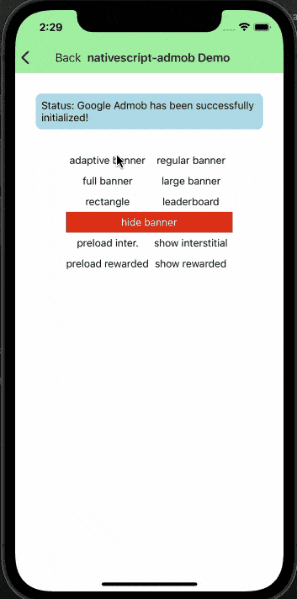 2:29
Back nativescript-admob Demo
Status: Google Admob has been successfully
initialized!
adaptive banner regular banner
full banner large banner
rectangle leaderboard
hide banner
preload inter. show interstitial
preload rewarded show rewarded